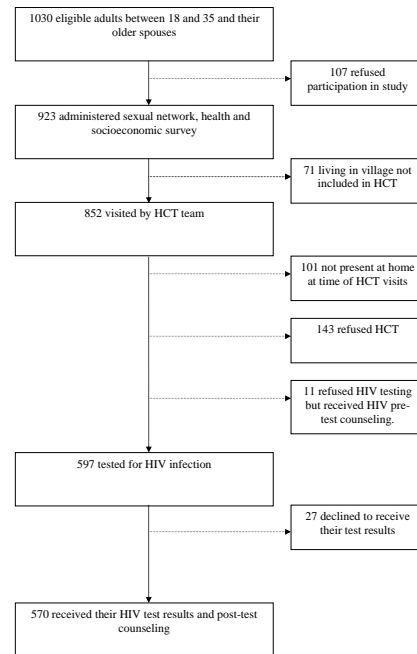 1030 eligible adults between 18 and 35 and their
older spouses
107 refused
participation in study
923 administered sexual network, health and
socioeconomic survey
71 living in village not
included in HCT
852 visited by HCT team
101 not present at home
at time of HCT visits
143 refused HCT
11 refused HIV testing
but received HIV pre-
test counseling.
597 tested for HIV infection
27 declined to receive
their test results
570 received their HIV test results and post-test
counseling